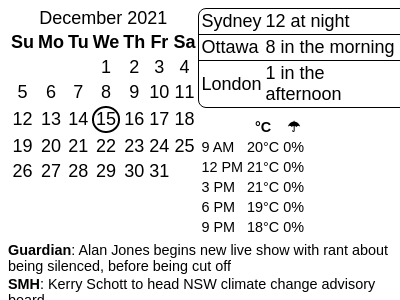 December 2021
Su Mo Tu We Th Fr Sa
1 2 3 4
5 6 7 8 9 10 11
12 13 14 15 16 17 18
19 20 21 22 23 24 25
26 27 28 29 30 31
Sydney 12 at night
Ottawa 8 in the morning
London 1 in the
afternoon
°C ☂
9 AM 20°C 0%
12 PM 21°C 0%
3 PM 21°C 0%
6 PM 19°C 0%
9 PM 18°C 0%
Guardian: Alan Jones begins new live show with rant about
being silenced, before being cut off
SMH: Kerry Schott to head NSW climate change advisory
board